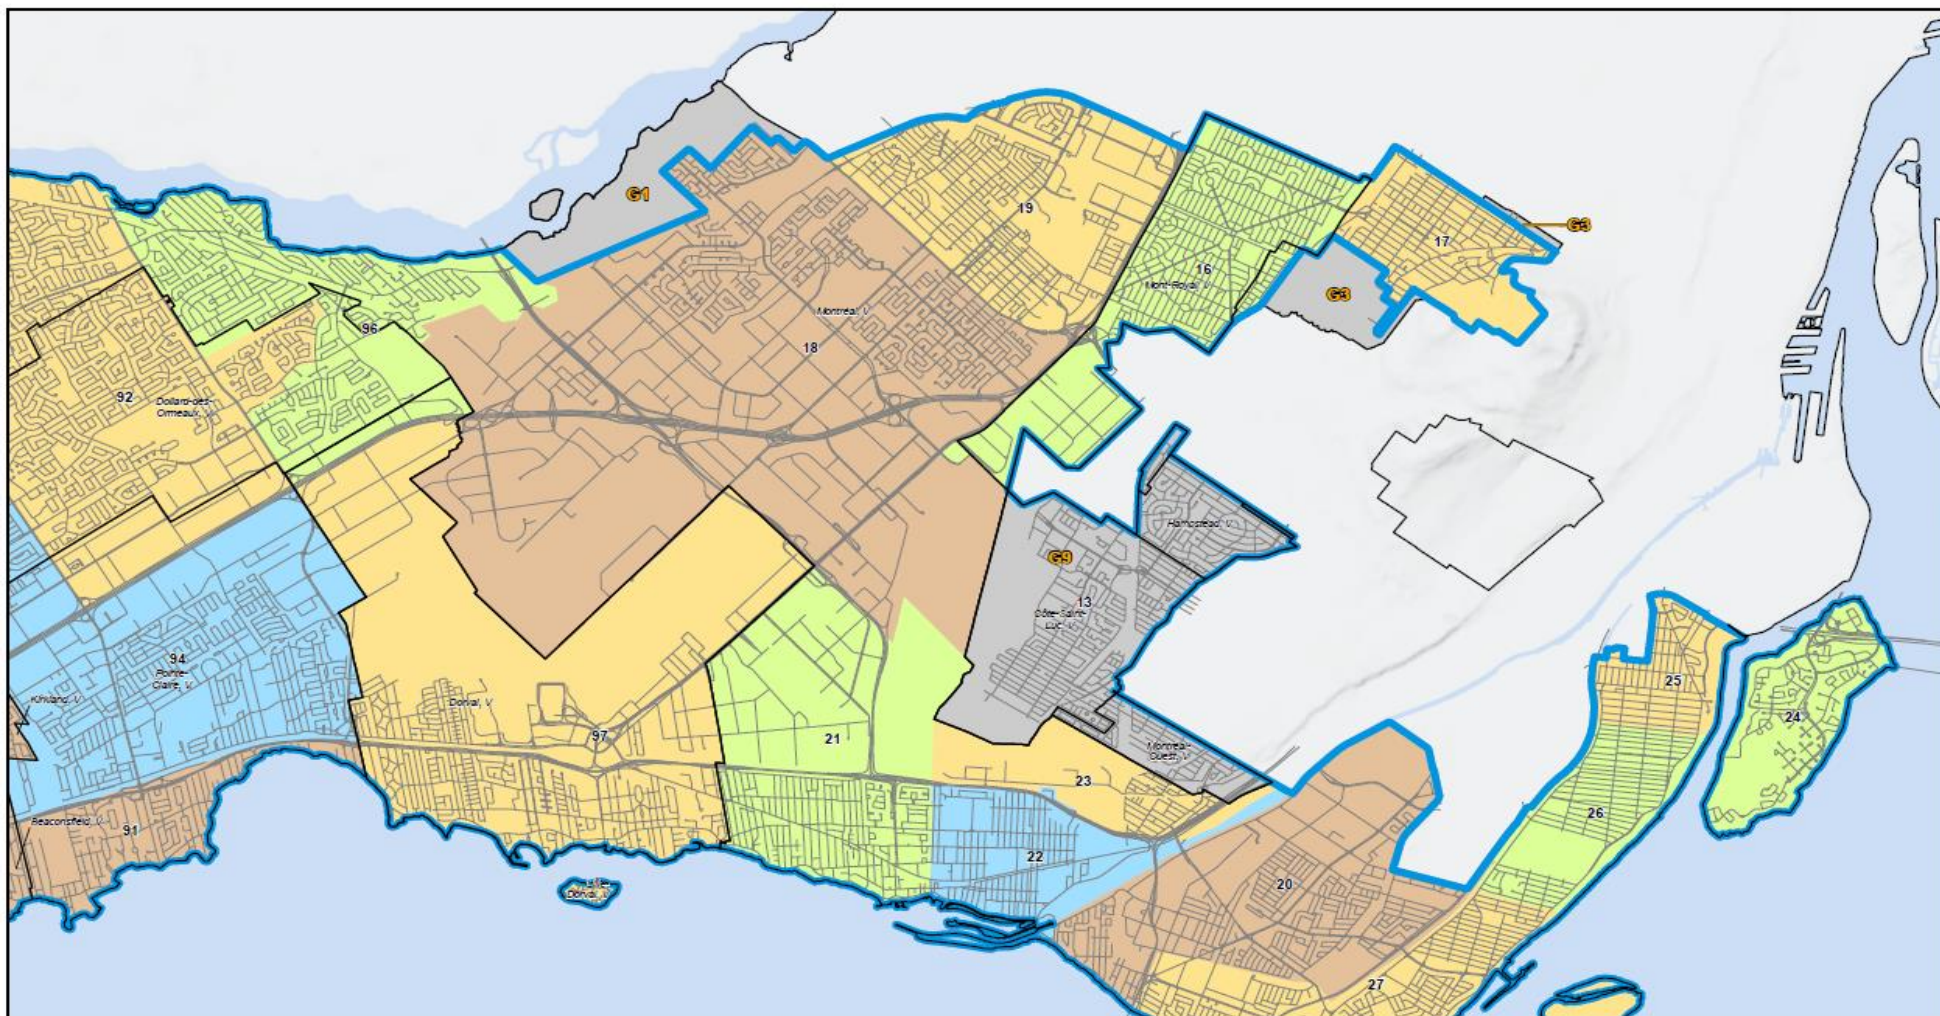 G1
19
17
G5
16
Mont-Royal, V.
G3
Montréal, V.
18
96
92
Dollard-des-
Ormeaux, V.
Hampstead, V.
G9
13
Côte-Saint-
Luc, V.
94
Pointe-
Claire, V.
Kirkland, V.
Dorval, V.
97
21
Montréal-
Ouest, V.
23
25
24
26
22
20
Beaconsfield, V.
91
Dorval, V.
27